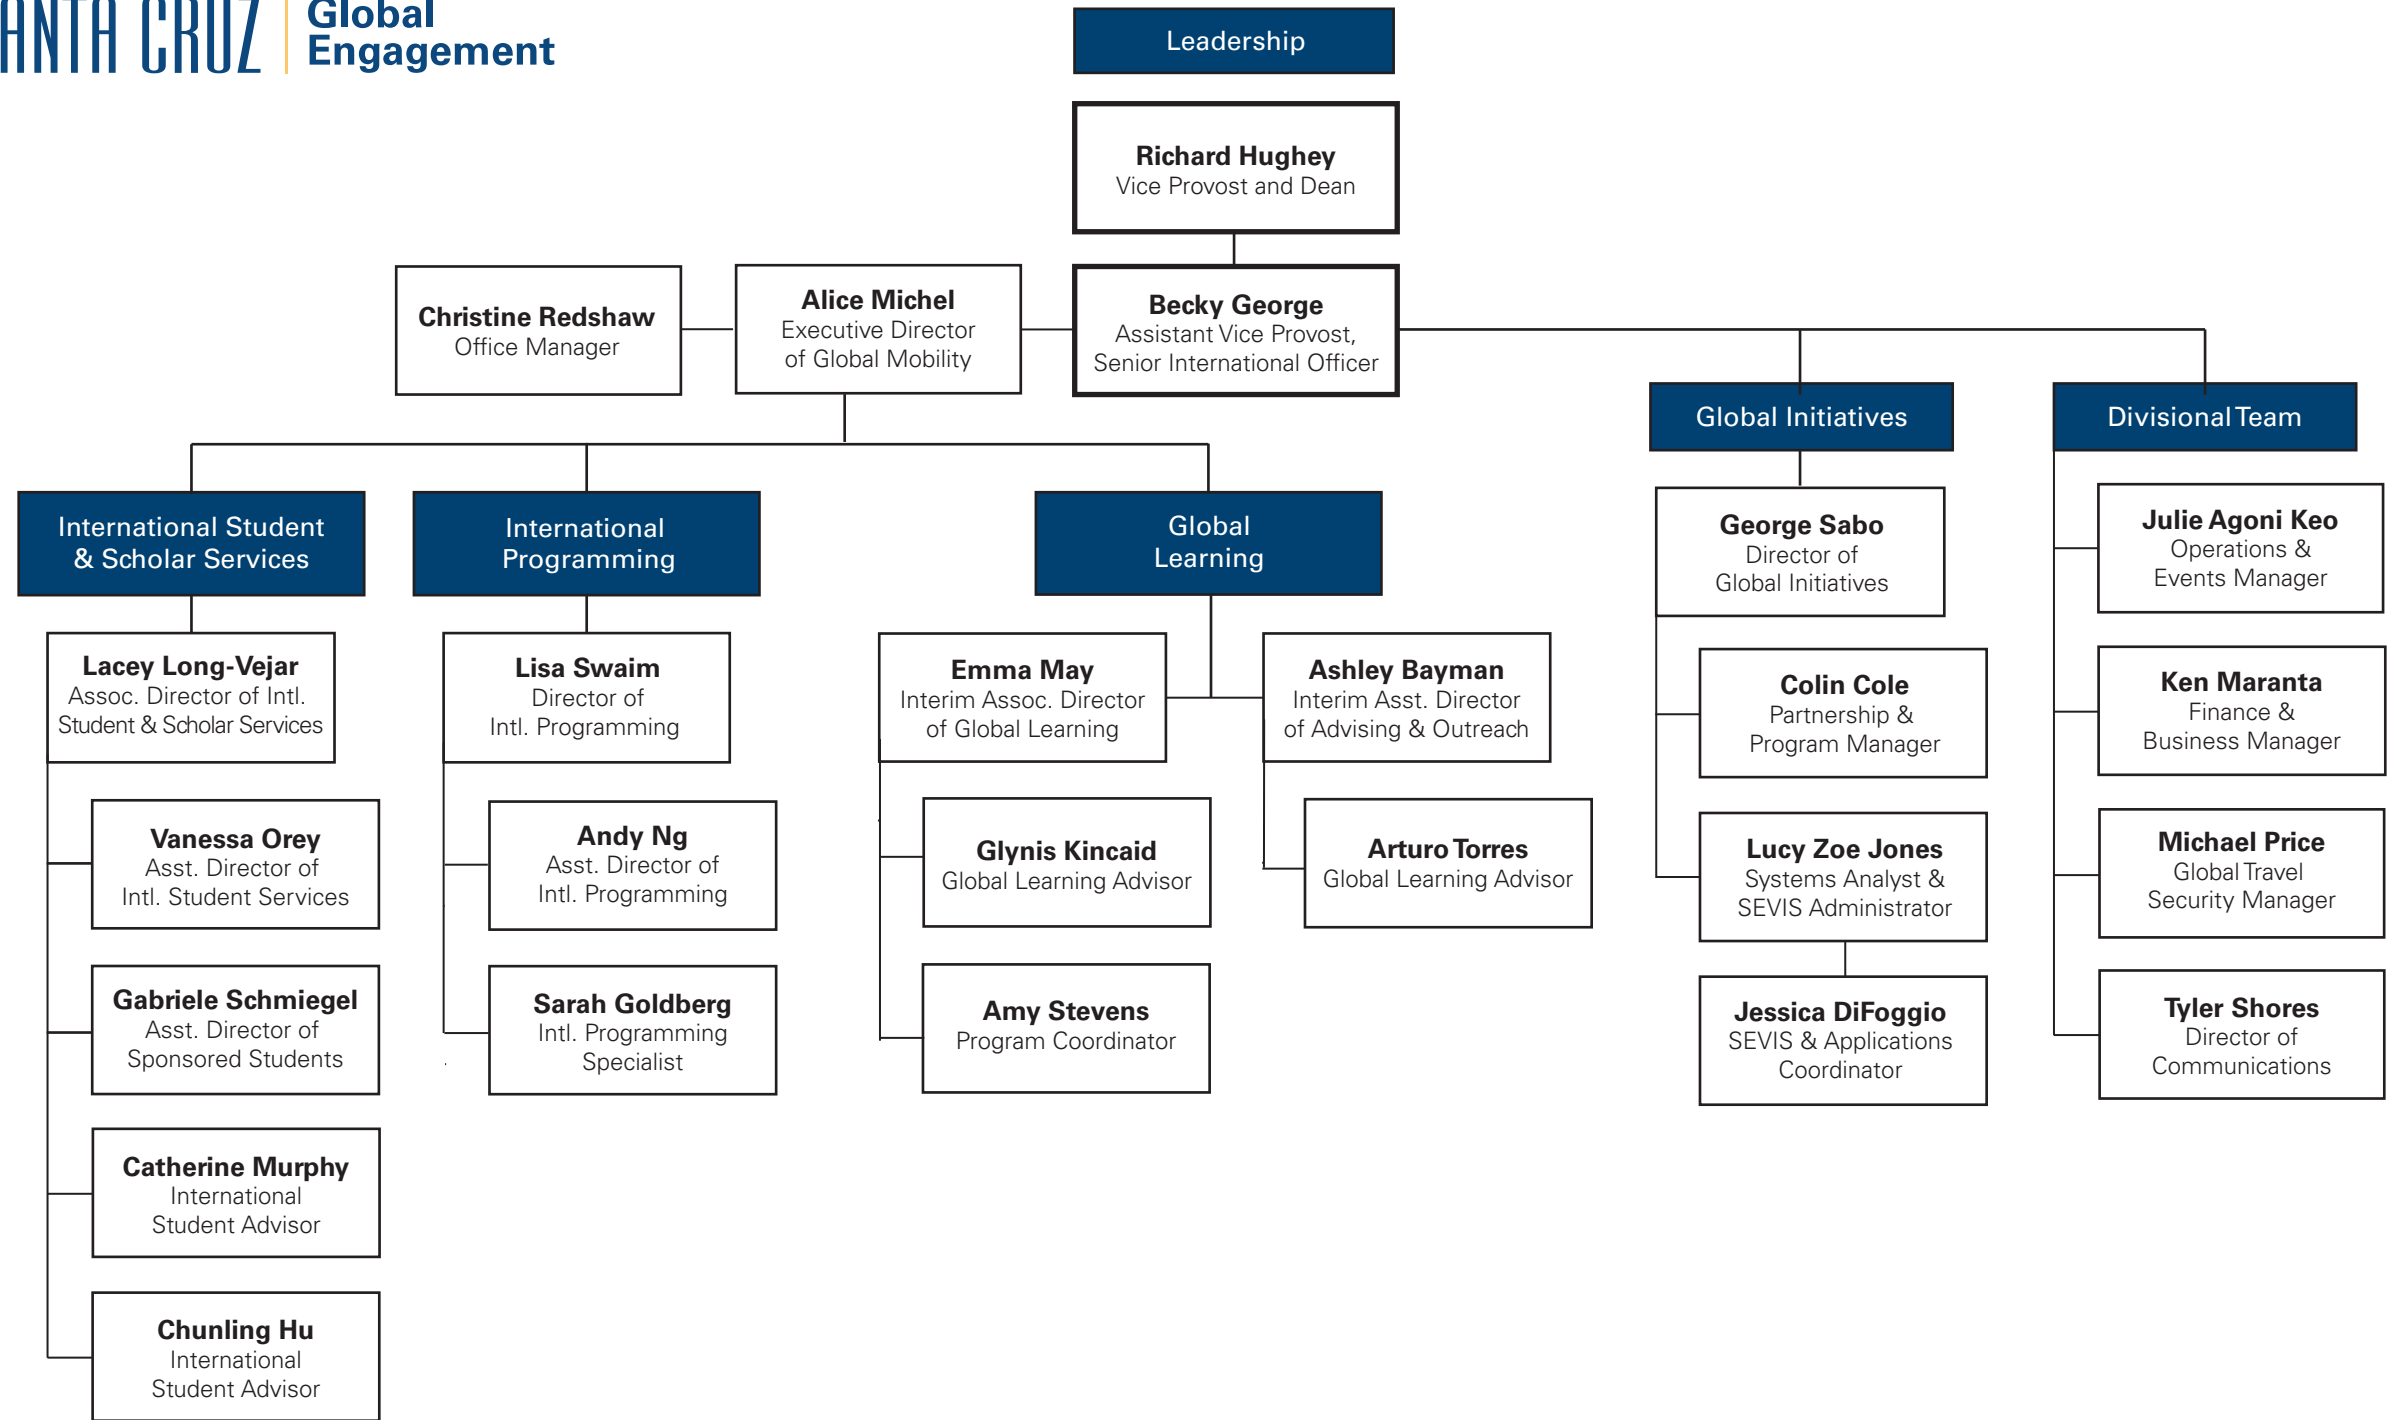 ANTA CRUZ
Global
Engagement
Leadership
Richard Hughey
Vice Provost and Dean
Christine Redshaw
Office Manager
Alice Michel
Executive Director
of Global Mobility
Becky George
Assistant Vice Provost,
Senior International Officer
Global Initiatives
Divisional Team
International Student
& Scholar Services
International
Programming
Global
Learning
Lacey Long-Vejar
Assoc. Director of Intl.
Student & Scholar Services
Vanessa Orey
Asst. Director of
Intl. Student Services
Gabriele Schmiegel
Asst. Director of
Sponsored Students
Catherine Murphy
International
Student Advisor
Chunling Hu
International
Student Advisor
Lisa Swaim
Director of
Intl. Programming
Andy Ng
Asst. Director of
Intl. Programming
Sarah Goldberg
Intl. Programming
Specialist
Emma May
Interim Assoc. Director
of Global Learning
Glynis Kincaid
Global Learning Advisor
Amy Stevens
Program Coordinator
Ashley Bayman
Interim Asst. Director
of Advising & Outreach
Arturo Torres
Global Learning Advisor
George Sabo
Director of
Global Initiatives
Colin Cole
Partnership &
Program Manager
Lucy Zoe Jones
Systems Analyst &
SEVIS Administrator
Jessica DiFoggio
SEVIS & Applications
Coordinator
Julie Agoni Keo
Operations &
Events Manager
Ken Maranta
Finance &
Business Manager
Michael Price
Global Travel
Security Manager
Tyler Shores
Director of
Communications